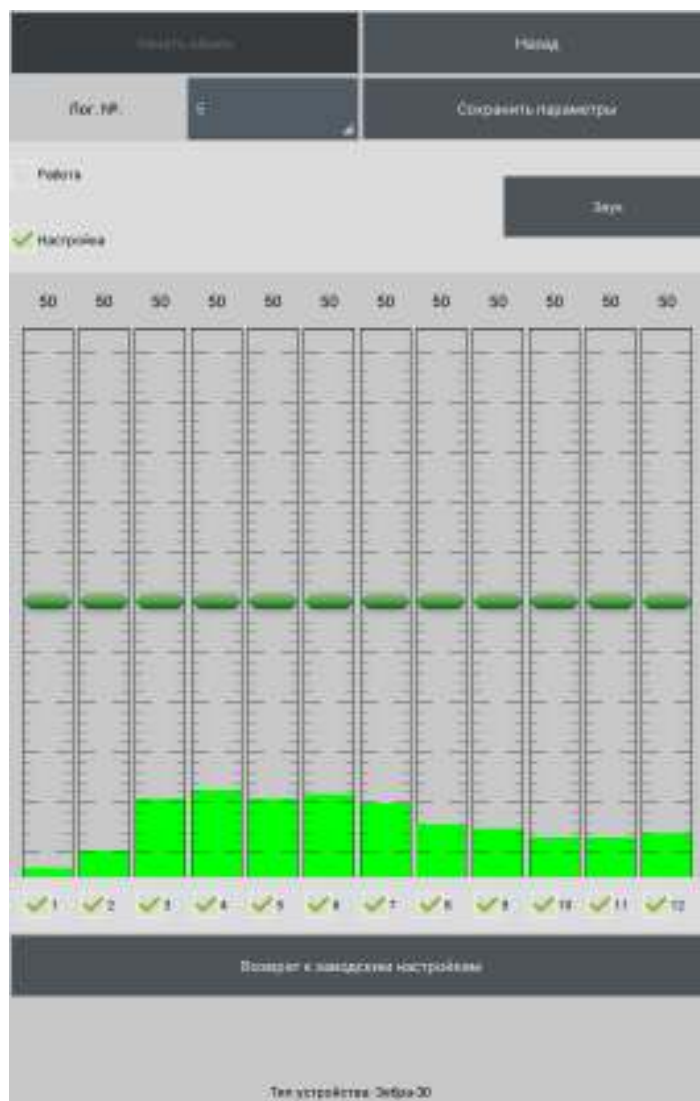 Назад
Лог. №.
Сохранить параметры
Работа
Звук
Настройка
50 50 50 50 50 50 50 50 50 50 50 50
1 2 3 4 5 6 7 8 9 10 11 12
Возврат к заводским настройкам
Тип устройства: Зебра-30